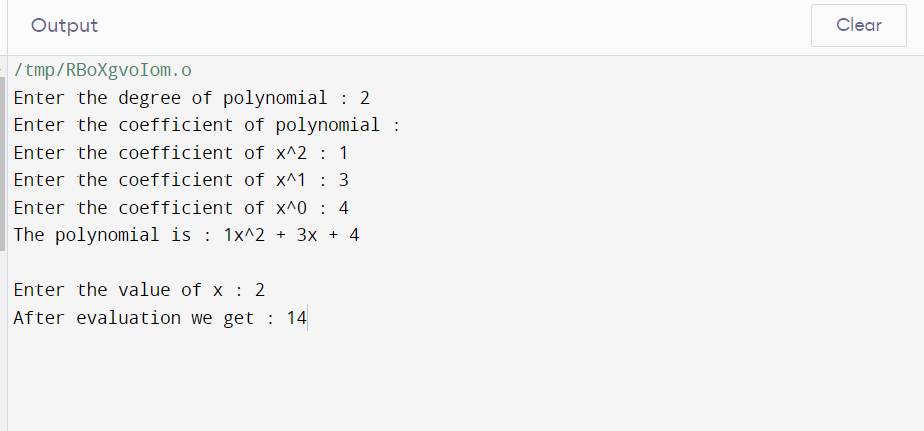 Output
Clear
/tmp/RBoXgvoIom.o
Enter the degree of polynomial : 2
Enter the coefficient of polynomial :
Enter the coefficient of x^2 : 1
Enter the coefficient of x^1 : 3
Enter the coefficient of x^0 : 4
The polynomial is : 1x^2 + 3x + 4
Enter the value of x : 2
After evaluation we get : 14